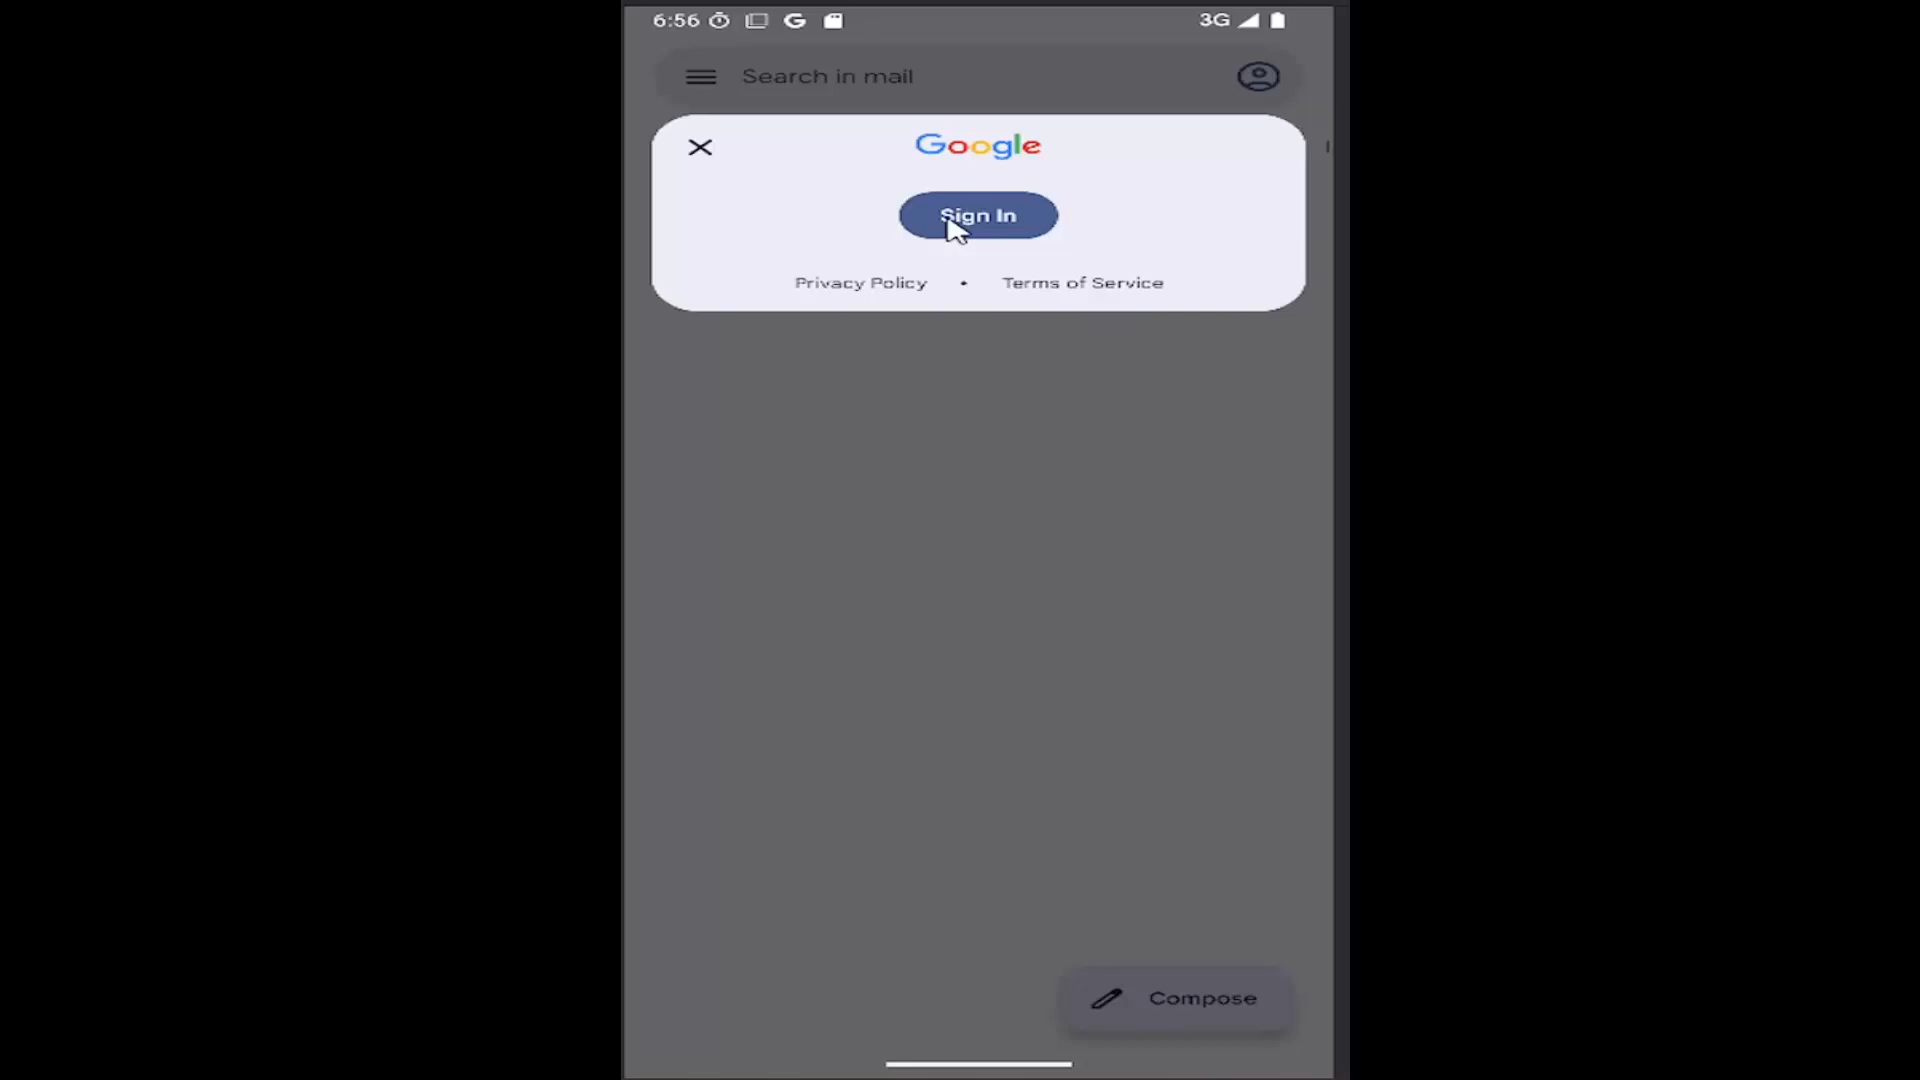 6:56 3G
Search in mail
Google
Sign In
Privacy Policy • Terms of Service
Compose